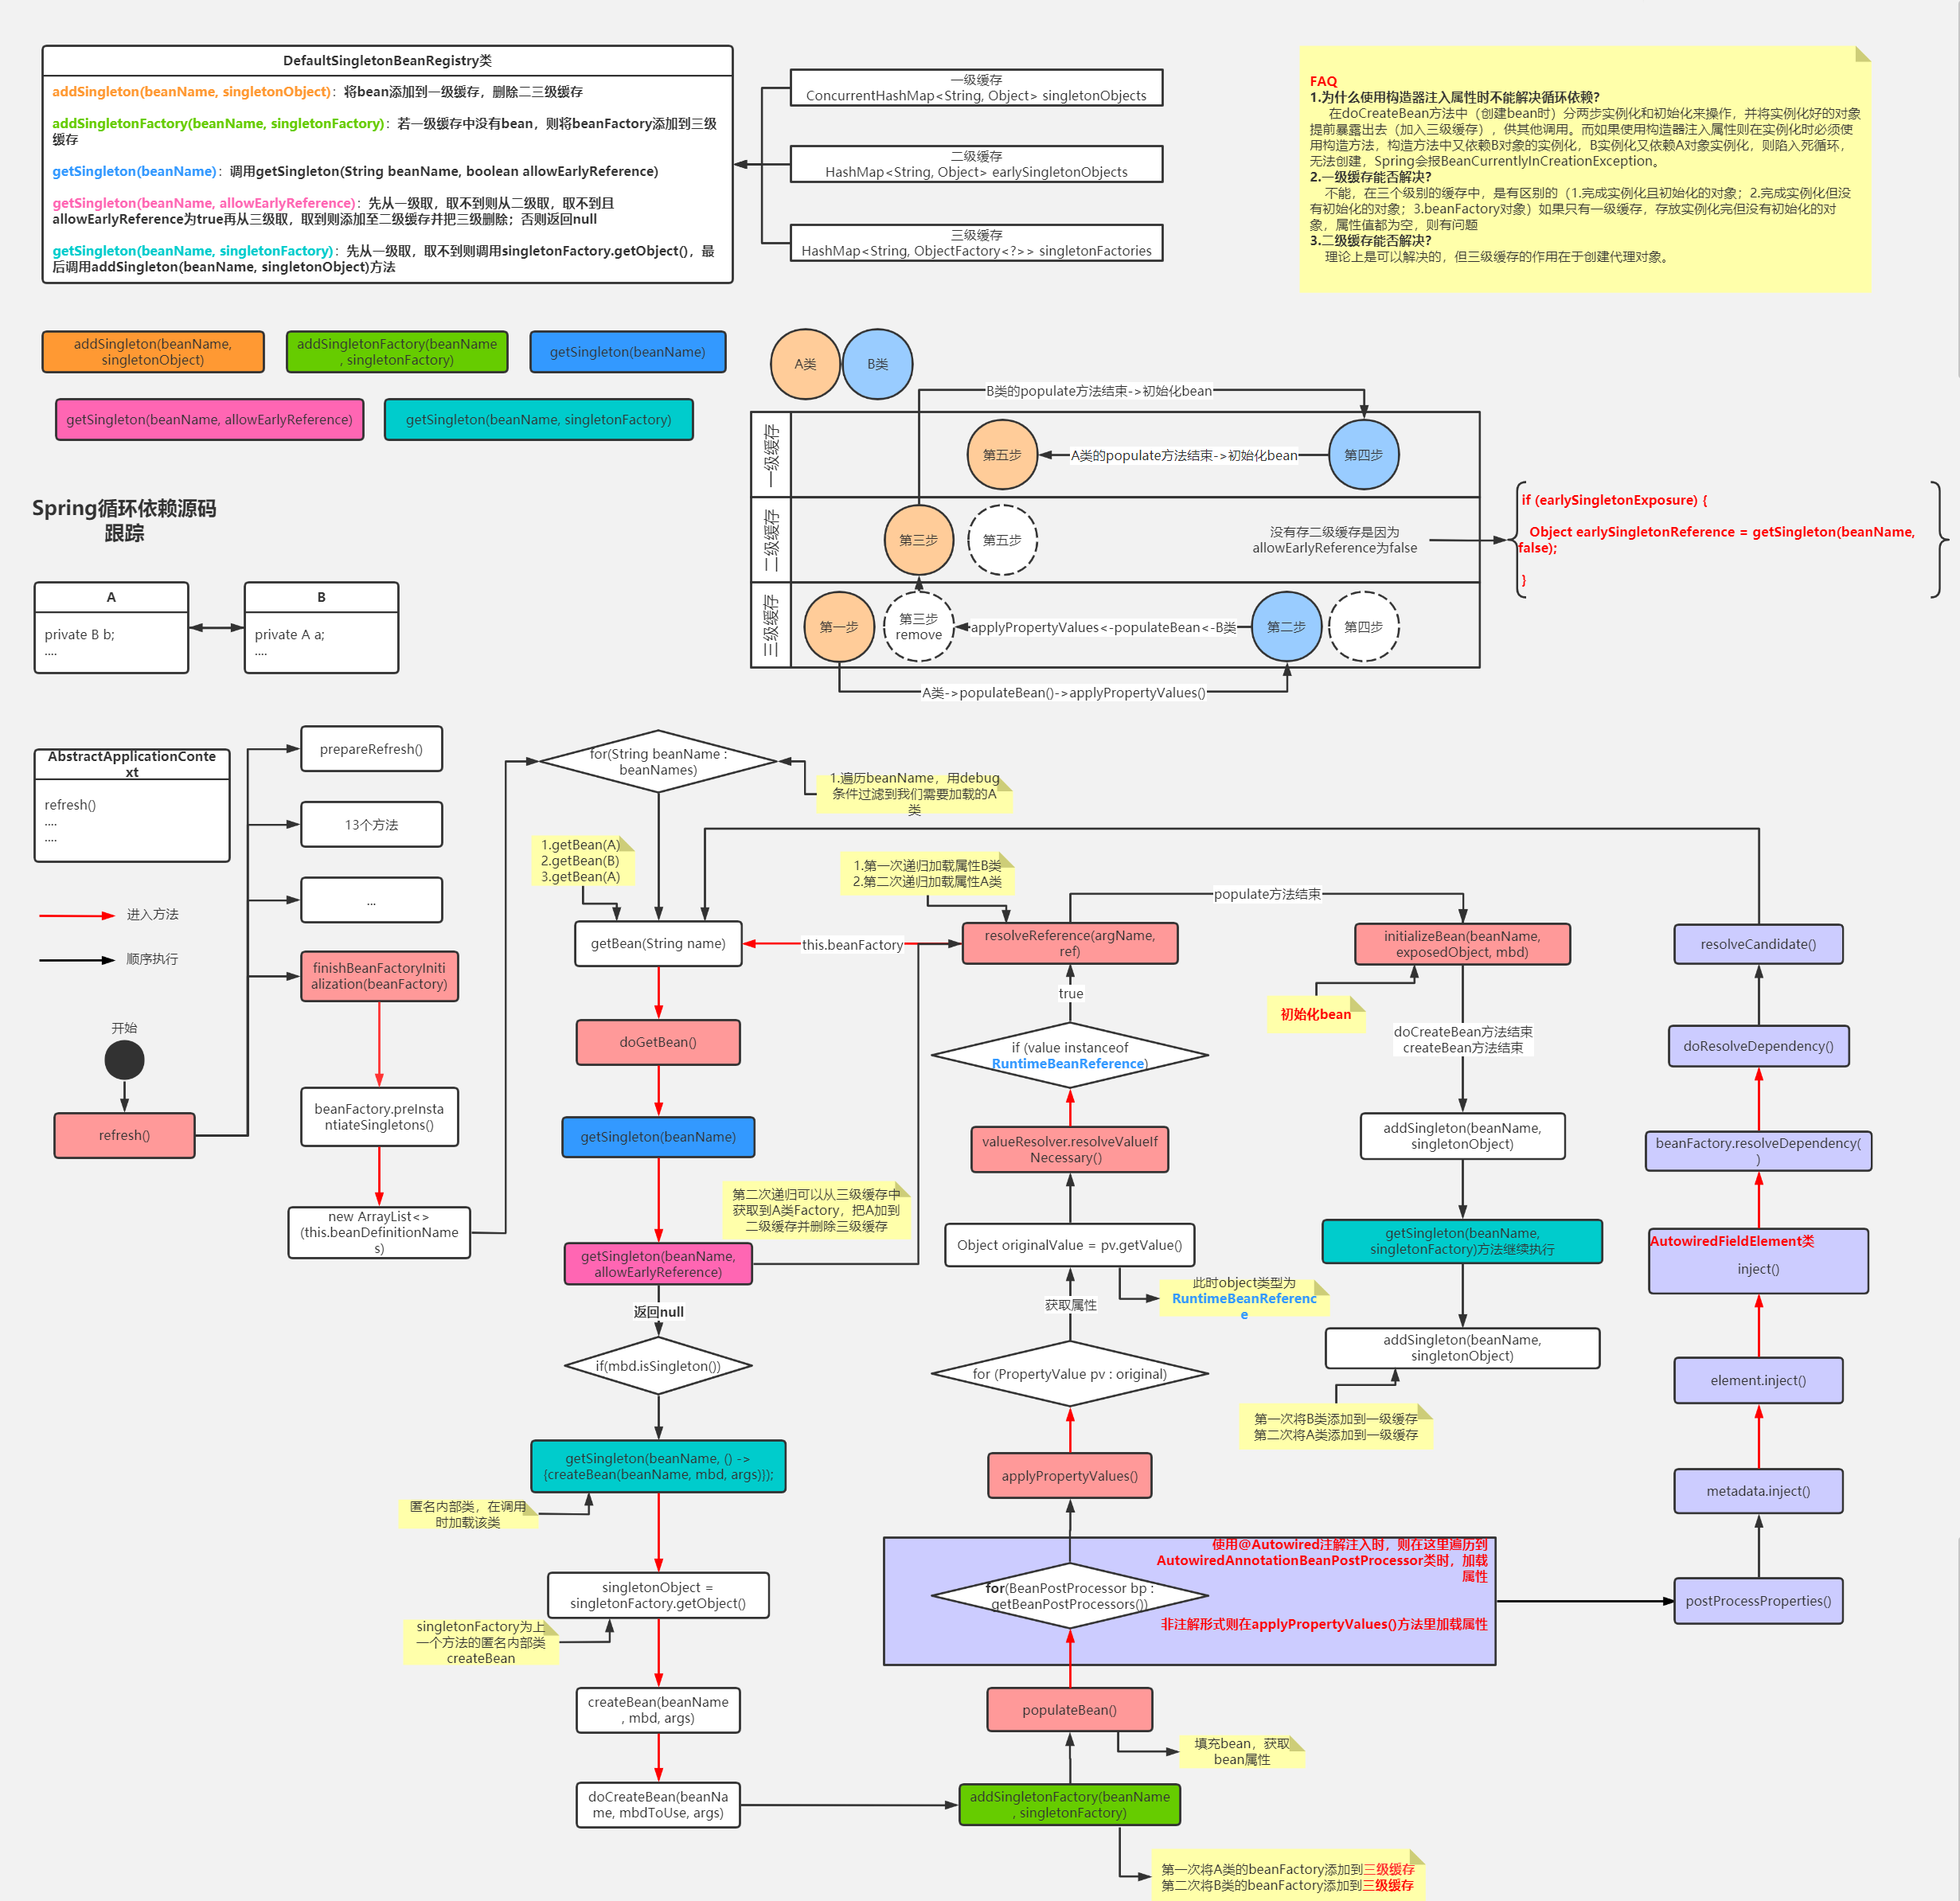 DefaultSingletonBeanRegistry类
addSingleton(beanName, singletonObject)：将bean添加到一级缓存，删除二三级缓存
addSingletonFactory(beanName, singletonFactory)：若一级缓存中没有bean，则将beanFactory添加到三级
缓存
getSingleton(beanName)：调用getSingleton(String beanName, boolean allowEarlyReference)
getSingleton(beanName, allowEarlyReference)：先从一级取，取不到则从二级取，取不到且
allowEarlyReference为true再从三级取，取到则添加至二级缓存并把三级删除；否则返回null
getSingleton(beanName, singletonFactory)：先从一级取，取不到则调用singletonFactory.getObject()，最
后调用addSingleton(beanName, singletonObject)方法
一级缓存
ConcurrentHashMap<String, Object> singletonObjects
二级缓存
HashMap<String, Object> earlySingletonObjects
三级缓存
HashMap<String, ObjectFactory<?>> singletonFactories
FAQ
1.为什么使用构造器注入属性时不能解决循环依赖?
在doCreateBean方法中（创建bean时）分两步实例化和初始化来操作，并将实例化好的对象
提前暴露出去（加入三级缓存），供其他调用。而如果使用构造器注入属性则在实例化时必须使
用构造方法，构造方法中又依赖B对象的实例化，B实例化又依赖A对象实例化，则陷入死循环，
无法创建，Spring会报BeanCurrentlyInCreationException。
2.一级缓存能否解决?
不能，在三个级别的缓存中，是有区别的（1.完成实例化且初始化的对象；2.完成实例化但没
有初始化的对象；3.beanFactory对象）如果只有一级缓存，存放实例化完但没有初始化的对
象，属性值都为空，则有问题
3.二级缓存能否解决?
理论上是可以解决的，但三级缓存的作用在于创建代理对象。
addSingleton(beanName,
singletonObject)
addSingletonFactory(beanName
, singletonFactory)
getSingleton(beanName)
getSingleton(beanName, allowEarlyReference)
getSingleton(beanName, singletonFactory)
A类
B类
B类的populate方法结束->初始化bean
一级缓存
第五步
A类的populate方法结束->初始化bean
第四步
二级缓存
第三步
第五步
没有存二级缓存是因为
allowEarlyReference为false
三级缓存
第一步
第三步
remove
applyPropertyValues<-populateBean<-B类
第二步
第四步
A类->populateBean()->applyPropertyValues()
if (earlySingletonExposure) {
Object earlySingletonReference = getSingleton(beanName,
false);
}
Spring循环依赖源码
跟踪
A
private B b;
....
B
private A a;
....
AbstractApplicationConte
xt
refresh()
....
....
进入方法
顺序执行
开始
refresh()
prepareRefresh()
13个方法
...
finishBeanFactoryIniti
alization(beanFactory)
beanFactory.preInsta
ntiateSingletons()
new ArrayList<>
(this.beanDefinitionName
s)
for(String beanName :
beanNames)
1.遍历beanName，用debug
条件过滤到我们需要加载的A
类
1.getBean(A)
2.getBean(B)
3.getBean(A)
getBean(String name)
this.beanFactory
doGetBean()
getSingleton(beanName)
第二次递归可以从三级缓存中
获取到A类Factory，把A加到
二级缓存并删除三级缓存
getSingleton(beanName,
allowEarlyReference)
返回null
if(mbd.isSingleton())
getSingleton(beanName, () ->
{createBean(beanName, mbd, args)});
匿名内部类，在调用
时加载该类
singletonObject =
singletonFactory.getObject()
singletonFactory为上
一个方法的匿名内部类
createBean
createBean(beanName
, mbd, args)
doCreateBean(beanNa
me, mbdToUse, args)
1.第一次递归加载属性B类
2.第二次递归加载属性A类
resolveReference(argName,
ref)
true
if (value instanceof
RuntimeBeanReference)
valueResolver.resolveValueIf
Necessary()
Object originalValue = pv.getValue()
此时object类型为
RuntimeBeanReferenc
e
获取属性
for (PropertyValue pv : original)
applyPropertyValues()
使用@Autowired注解注入时，则在这里遍历到
AutowiredAnnotationBeanPostProcessor类时，加载
属性
for(BeanPostProcessor bp :
getBeanPostProcessors())
非注解形式则在applyPropertyValues()方法里加载属性
populateBean()
填充bean，获取
bean属性
addSingletonFactory(beanName
, singletonFactory)
第一次将A类的beanFactory添加到三级缓存
第二次将B类的beanFactory添加到三级缓存
populate方法结束
initializeBean(beanName,
exposedObject, mbd)
初始化bean
doCreateBean方法结束
createBean方法结束
addSingleton(beanName,
singletonObject)
getSingleton(beanName,
singletonFactory)方法继续执行
addSingleton(beanName,
singletonObject)
第一次将B类添加到一级缓存
第二次将A类添加到一级缓存
resolveCandidate()
doResolveDependency()
beanFactory.resolveDependency(
)
AutowiredFieldElement类
inject()
element.inject()
metadata.inject()
postProcessProperties()